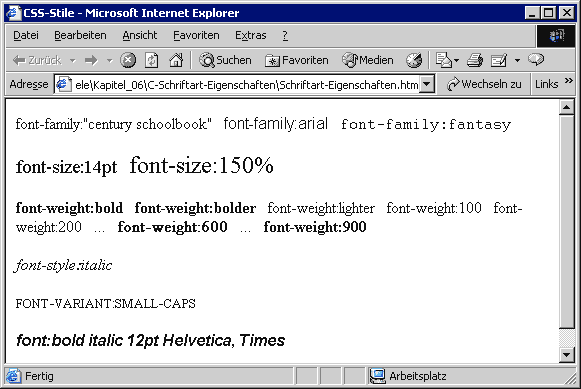 CSS-Stile - Microsoft Internet Explorer
Datei Bearbeiten Ansicht Favoriten Extras ?
Zurück Suchen Favoriten Medien
Adresse ele\Kapitel_06\C-Schriftart-Eigenschaften\Schriftart-Eigenschaften.htm Wechseln zu Links »
font-family:"century schoolbook" font-family:arial font-family:fantasy
font-size:14pt font-size:150%
font-weight:bold font-weight:bolder font-weight:lighter font-weight:100 font-
weight:200 ... font-weight:600 ... font-weight:900
font-style:italic
FONT-VARIANT:SMALL-CAPS
font:bold italic 12pt Helvetica, Times
Fertig Arbeitsplatz